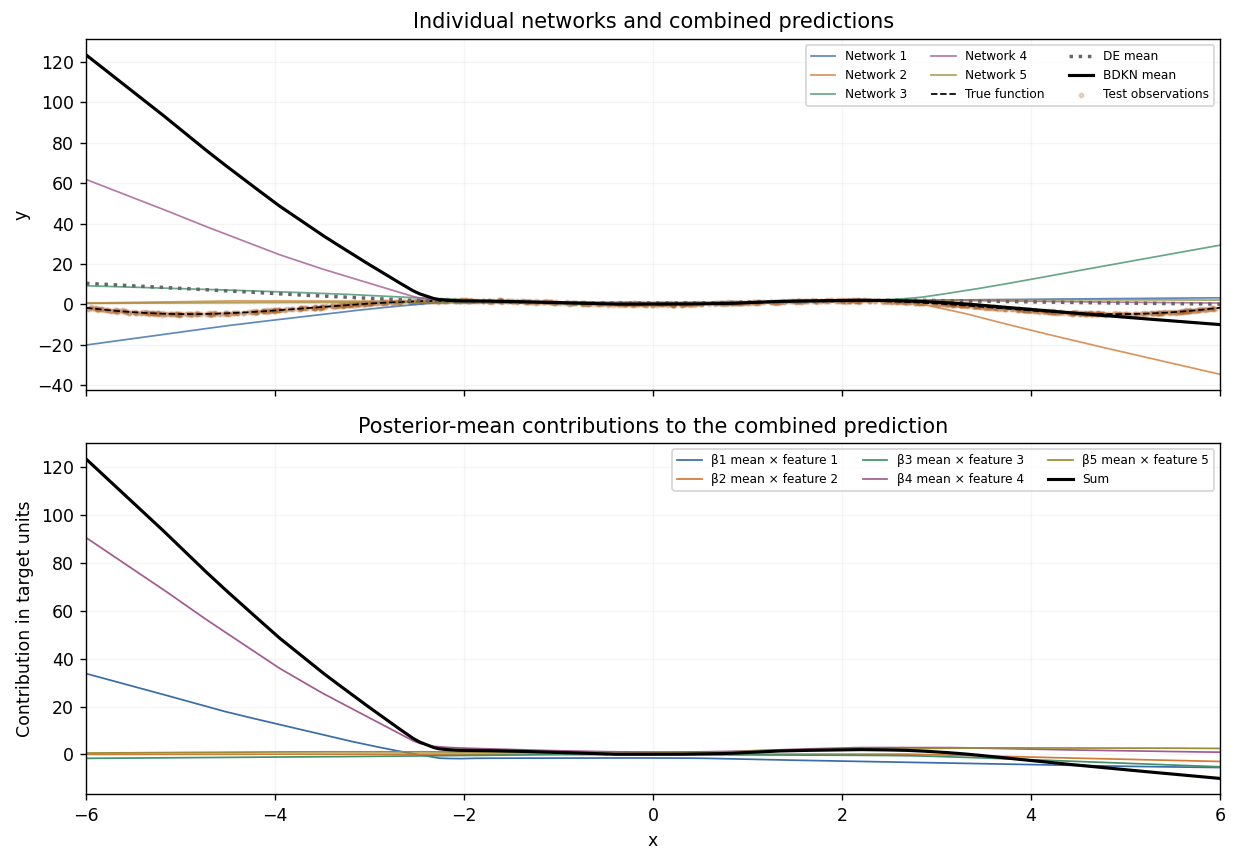 Individual networks and combined predictions
Network 1 Network 4 DE mean
Network 2 Network 5 BDKN mean
Network 3 True function Test observations
120
100
80
60
40
20
0
−20
−40
y
Posterior-mean contributions to the combined prediction
β1 mean × feature 1 β3 mean × feature 3 β5 mean × feature 5
β2 mean × feature 2 β4 mean × feature 4 Sum
120
100
80
60
40
20
0
Contribution in target units
−6 −4 −2 0 2 4 6
x